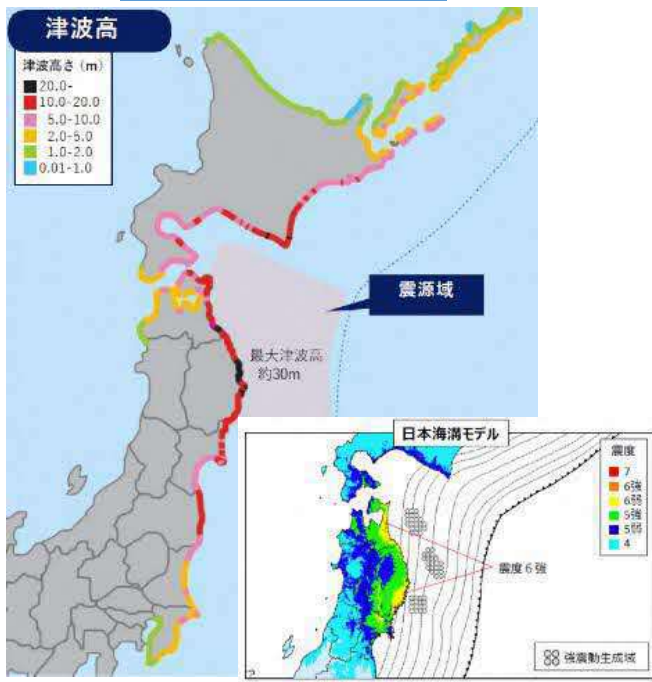 津波高
津波高さ（m）
20.0-
10.0-20.0
5.0-10.0
2.0-5.0
1.0-2.0
0.01-1.0
震源域
最大津波高
約30m
日本海溝モデル
震度
7
6強
6弱
5強
5弱
4
震度６強
強震動生成域